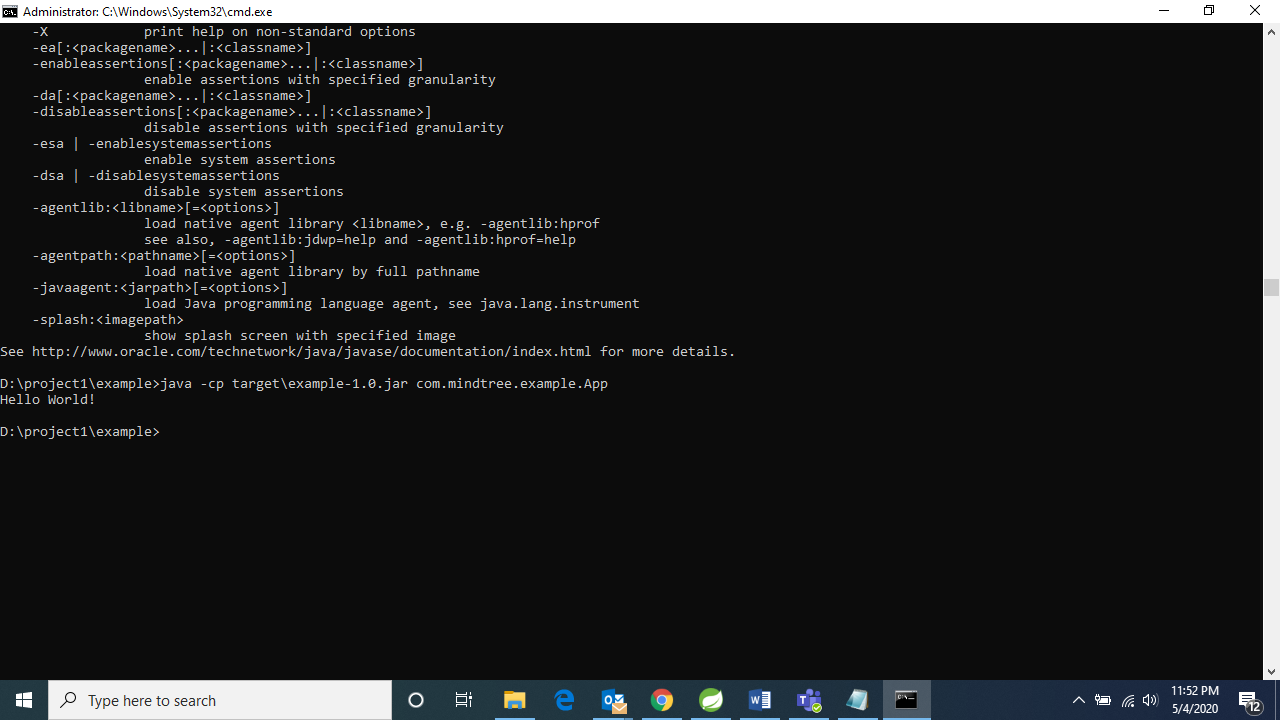 Administrator: C:\Windows\System32\cmd.exe
    -X            print help on non-standard options
    -ea[:<packagename>...|:<classname>]
    -enableassertions[:<packagename>...|:<classname>]
                  enable assertions with specified granularity
    -da[:<packagename>...|:<classname>]
    -disableassertions[:<packagename>...|:<classname>]
                  disable assertions with specified granularity
    -esa | -enablesystemassertions
                  enable system assertions
    -dsa | -disablesystemassertions
                  disable system assertions
    -agentlib:<libname>[=<options>]
                  load native agent library <libname>, e.g. -agentlib:hprof
                  see also, -agentlib:jdwp=help and -agentlib:hprof=help
    -agentpath:<pathname>[=<options>]
                  load native agent library by full pathname
    -javaagent:<jarpath>[=<options>]
                  load Java programming language agent, see java.lang.instrument
    -splash:<imagepath>
                  show splash screen with specified image
See http://www.oracle.com/technetwork/java/javase/documentation/index.html for more details.
D:\project1\example>java -cp target\example-1.0.jar com.mindtree.example.App
Hello World!
D:\project1\example>
Type here to search
11:52 PM
5/4/2020
12